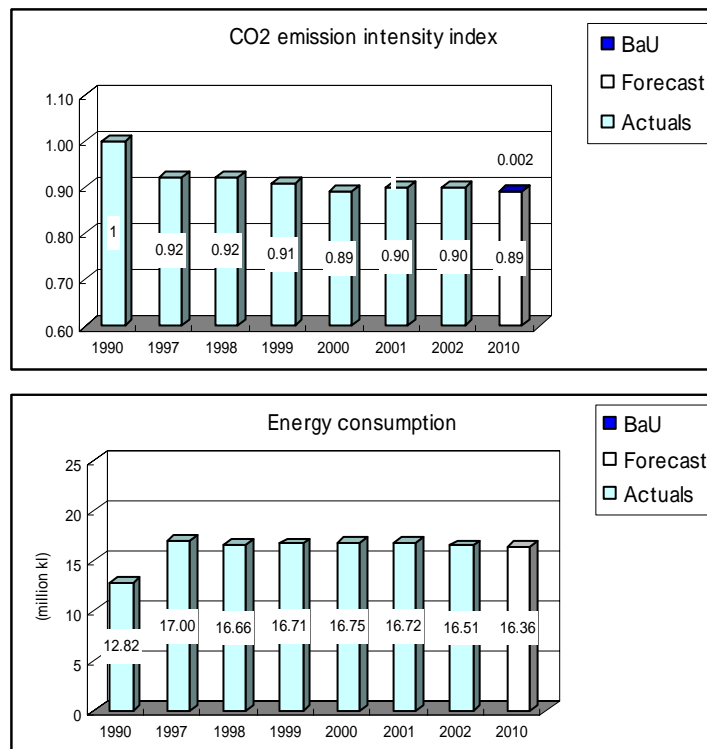 CO2 emission intensity index
BaU
Forecast
Actuals
1.10
1.00
0.90
0.80
0.70
0.60
0.002
1
0.92
0.92
0.91
0.89
0.90
0.90
0.89
1990 1997 1998 1999 2000 2001 2002 2010
Energy consumption
BaU
Forecast
Actuals
(million kl)
25
20
15
10
5
0
12.82
17.00
16.66
16.71
16.75
16.72
16.51
16.36
1990 1997 1998 1999 2000 2001 2002 2010